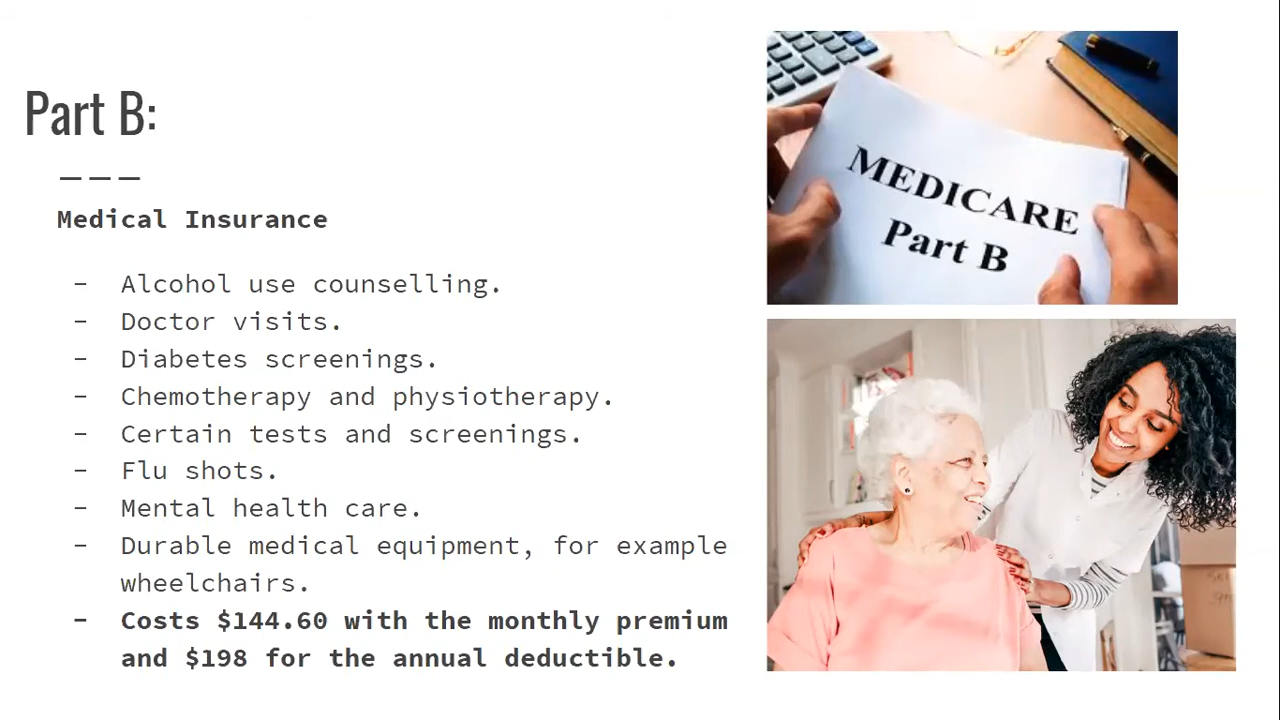 Part B:
Medical Insurance
- Alcohol use counselling.
- Doctor visits.
- Diabetes screenings.
- Chemotherapy and physiotherapy.
- Certain tests and screenings.
- Flu shots.
- Mental health care.
- Durable medical equipment, for example
wheelchairs.
- Costs $144.60 with the monthly premium
and $198 for the annual deductible.
MEDICARE
Part B